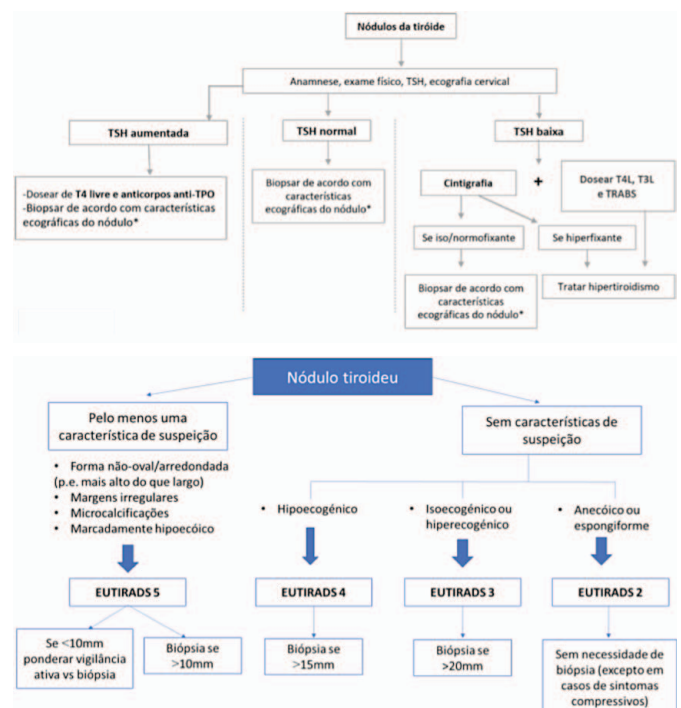 Nódulos da tiróide
Anamnese, exame físico, TSH, ecografia cervical
TSH aumentada
TSH normal
TSH baixa
-Dosear de T4 livre e anticorpos anti-TPO
-Biopsar de acordo com características
ecográficas do nódulo*
Biopsar de acordo com
características
ecográficas do nódulo*
Cintigrafia
+
Dosear T4L, T3L
e TRABS
Se iso/normofixante
Se hiperfixante
Biopsar de acordo com
características
ecográficas do nódulo*
Tratar hipertiroidismo
Nódulo tiroideu
Pelo menos uma
característica de suspeição
• Forma não-oval/arredondada
(p.e. mais alto do que largo)
• Margens irregulares
• Microcalcificações
• Marcadamente hipoecóico
Sem características de
suspeição
• Hipoecogénico
• Isoecogénico ou
hiperecogénico
• Anecóico ou
espongiforme
EUTIRADS 5
EUTIRADS 4
EUTIRADS 3
EUTIRADS 2
Se <10mm
ponderar vigilância
ativa vs biópsia
Biópsia se
>10mm
Biópsia se
>15mm
Biópsia se
>20mm
Sem necessidade de
biópsia (excepto em
casos de sintomas
compressivos)